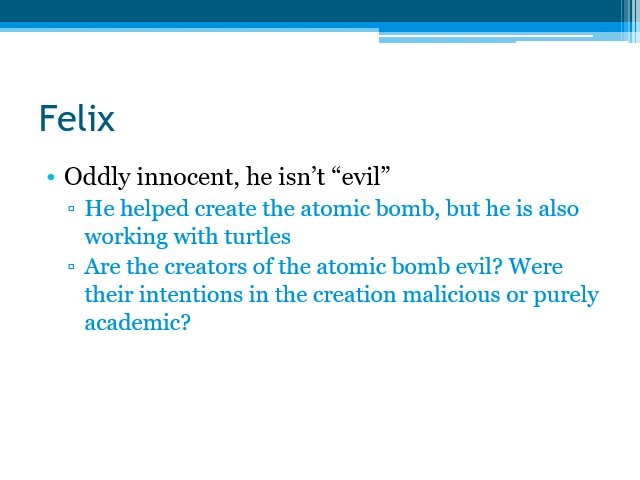 Felix
• Oddly innocent, he isn’t “evil”
▫ He helped create the atomic bomb, but he is also
working with turtles
▫ Are the creators of the atomic bomb evil? Were
their intentions in the creation malicious or purely
academic?